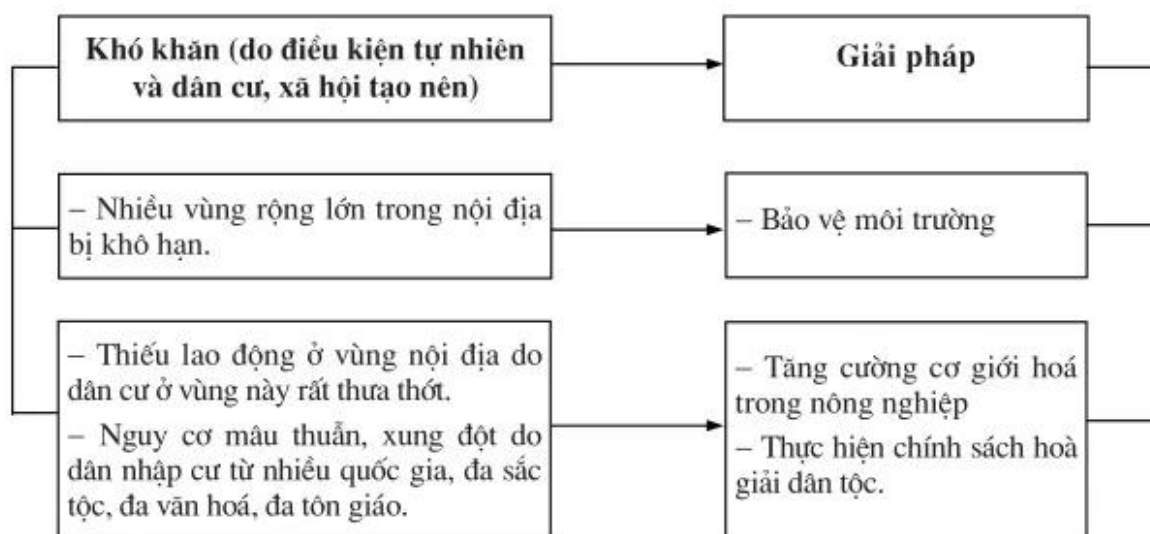 Khó khăn (do điều kiện tự nhiên
và dân cư, xã hội tạo nên)
Giải pháp
– Nhiều vùng rộng lớn trong nội địa
bị khô hạn.
– Bảo vệ môi trường
– Thiếu lao động ở vùng nội địa do
dân cư ở vùng này rất thưa thớt.
– Nguy cơ mâu thuẫn, xung đột do
dân nhập cư từ nhiều quốc gia, đa sắc
tộc, đa văn hoá, đa tôn giáo.
– Tăng cường cơ giới hoá
trong nông nghiệp
– Thực hiện chính sách hoà
giải dân tộc.